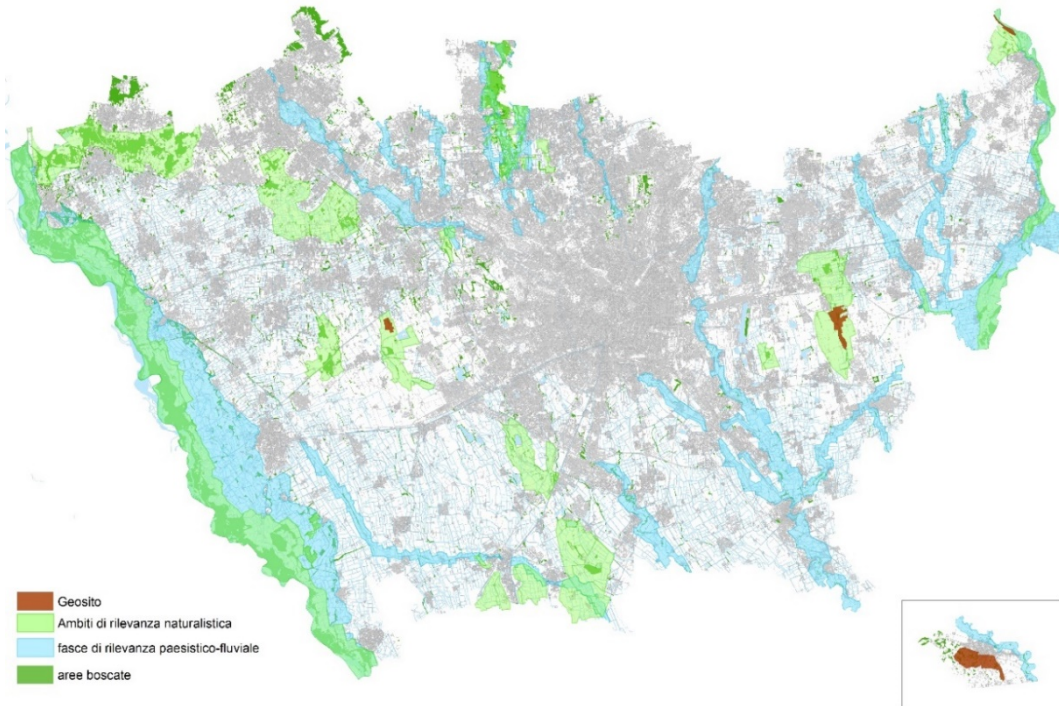 Geosito
Ambiti di rilevanza naturalistica
fasce di rilevanza paesistico-fluviale
aree boscate